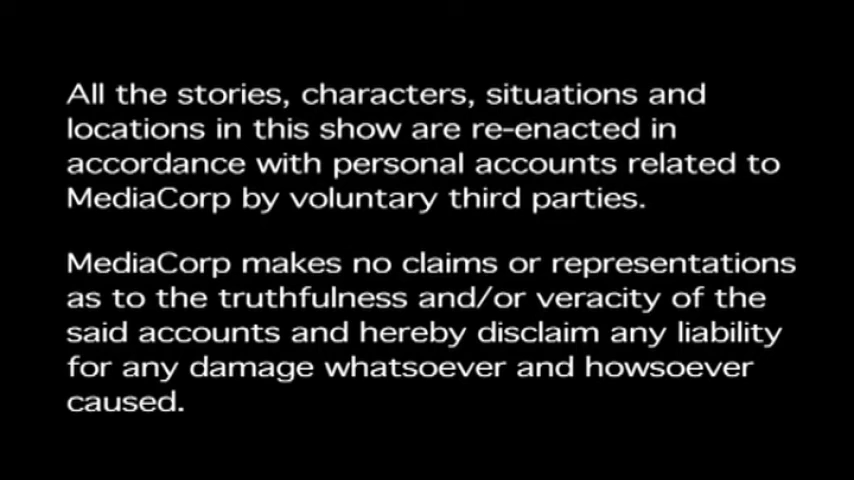 All the stories, characters, situations and
locations in this show are re-enacted in
accordance with personal accounts related to
MediaCorp by voluntary third parties.
MediaCorp makes no claims or representations
as to the truthfulness and/or veracity of the
said accounts and hereby disclaim any liability
for any damage whatsoever and howsoever
caused.